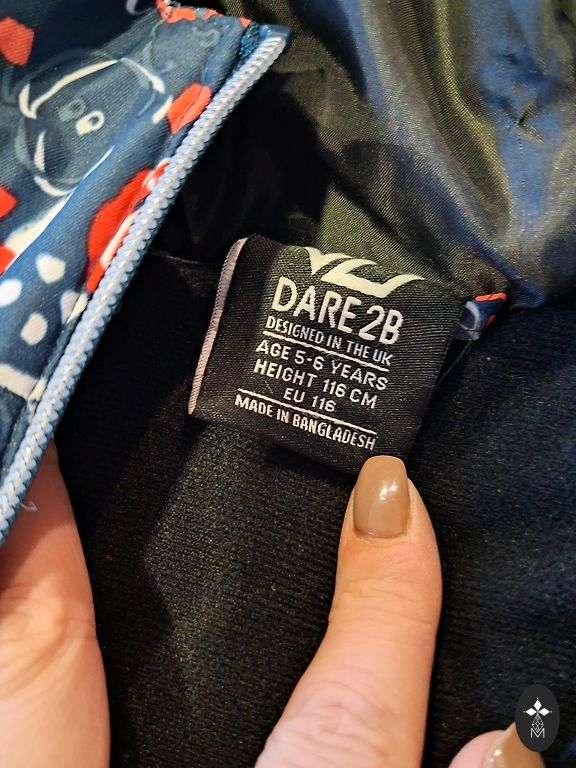 DARE2B
DESIGNED IN THE UK
AGE 5-6 YEARS
HEIGHT 116 CM
EU 116
MADE IN BANGLADESH